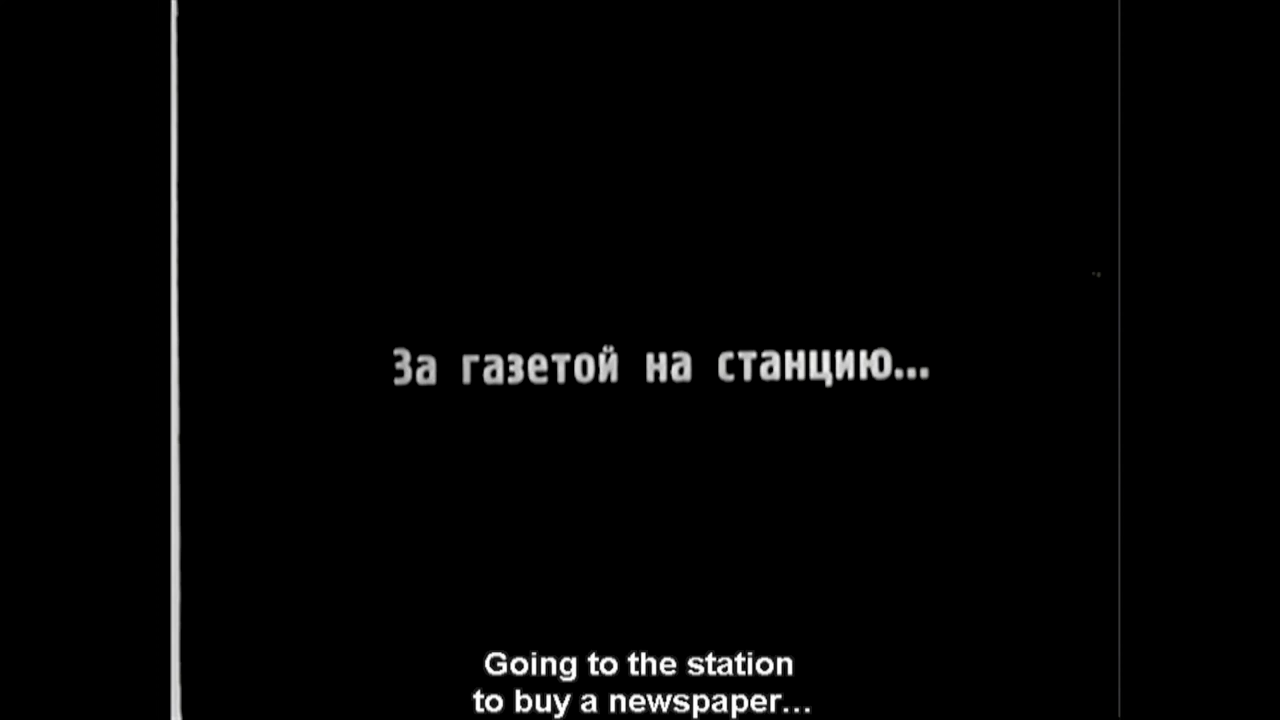 За газетой на станцию...
Going to the station
to buy a newspaper...